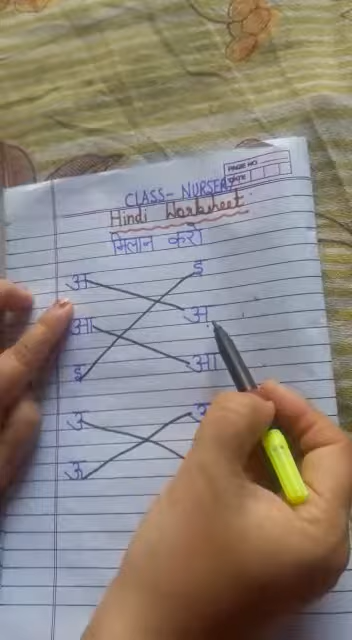 PAGE NO
DATE
CLASS- NURSERY
Hindi Worksheet
मिलान करो
अ इ
आ अ
इ आ
उ
ऊ